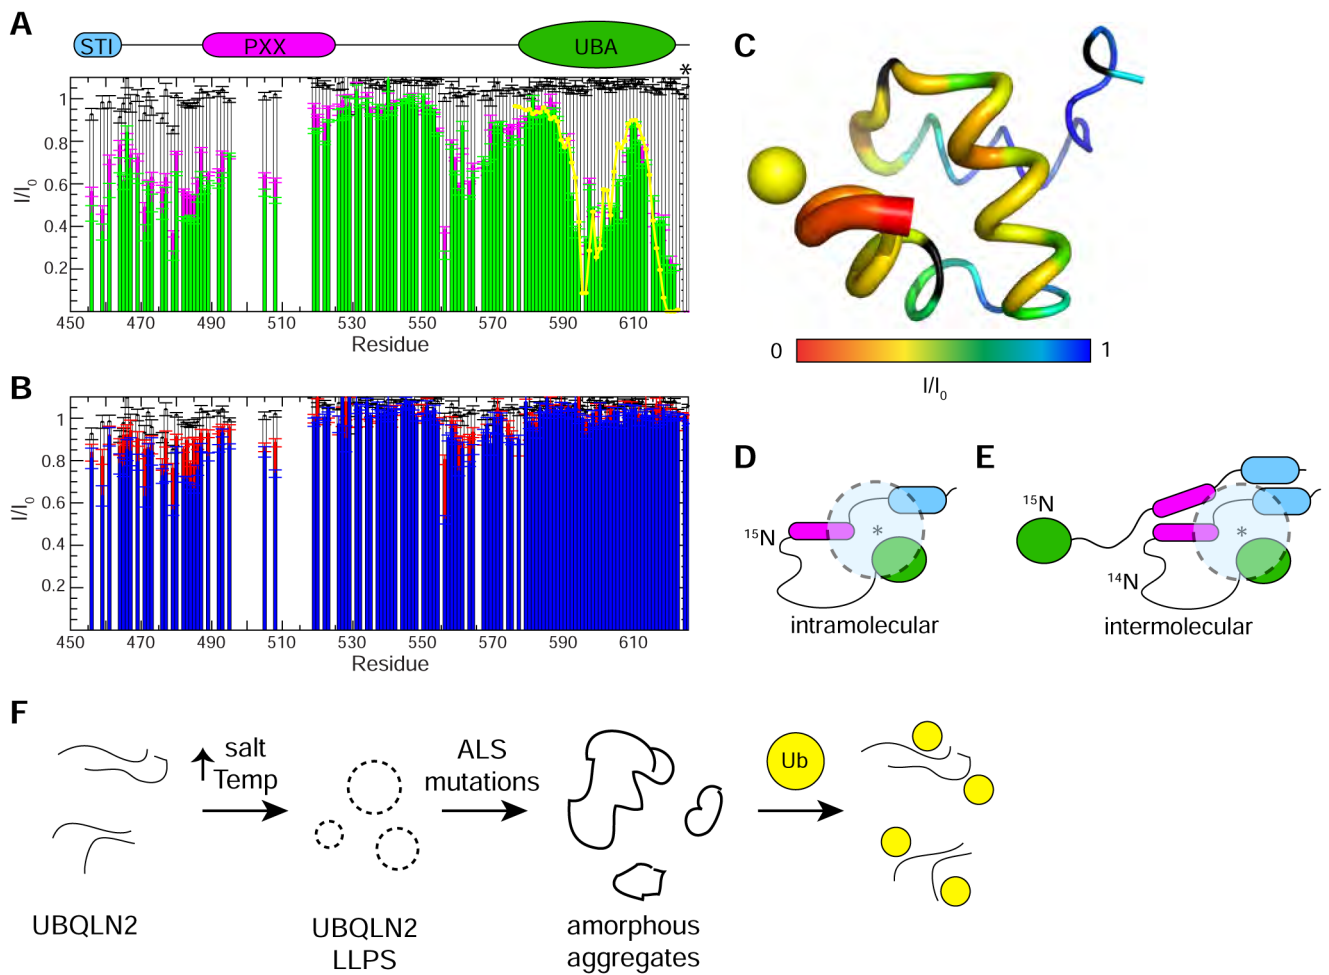 A
STI
PXX
UBA
*
1
0.8
0.6
0.4
0.2
I/I0
450 470 490 510 530 550 570 590 610
Residue
B
1
0.8
0.6
0.4
0.2
I/I0
450 470 490 510 530 550 570 590 610
Residue
C
0
1
I/I0
D
15N
*
intramolecular
E
15N
14N
*
intermolecular
F
salt
Temp
ALS
mutations
Ub
UBQLN2
UBQLN2
LLPS
amorphous
aggregates